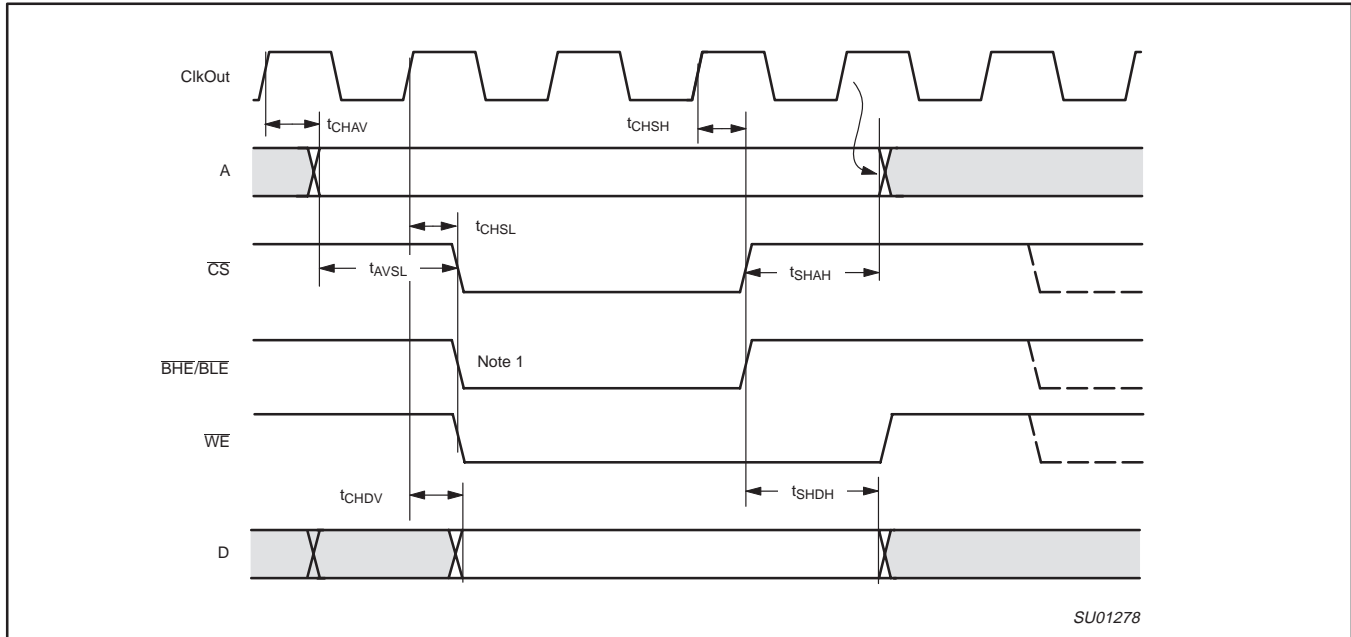 ClkOut
tCHAV
tCHSH
A
tCHSL
CS
tAVSL
tSHAH
BHE/BLE
Note 1
WE
tCHDV
tSHDH
D
SU01278